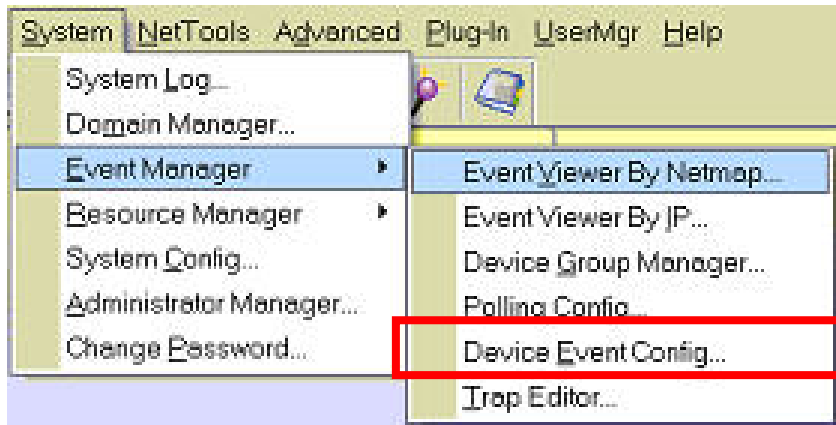 System NetTools Advanced Plug-In UserMgr Help
System Log...
Domain Manager...
Event Manager
Resource Manager
System Config...
Administrator Manager...
Change Password...
Event Viewer By Netmap...
Event Viewer By IP...
Device Group Manager...
Polling Config...
Device Event Config...
Trap Editor...